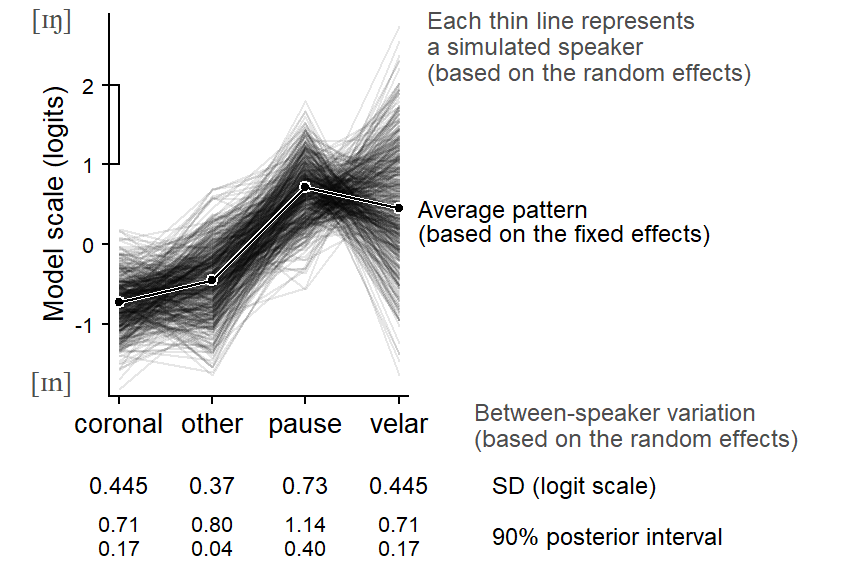 [ɪŋ]
Each thin line represents
a simulated speaker
(based on the random effects)
2
1
0
-1
Model scale (logits)
Average pattern
(based on the fixed effects)
[ɪn]
coronal other pause velar
Between-speaker variation
(based on the random effects)
0.445 0.37 0.73 0.445 SD (logit scale)
0.71 0.80 1.14 0.71
0.17 0.04 0.40 0.17
90% posterior interval